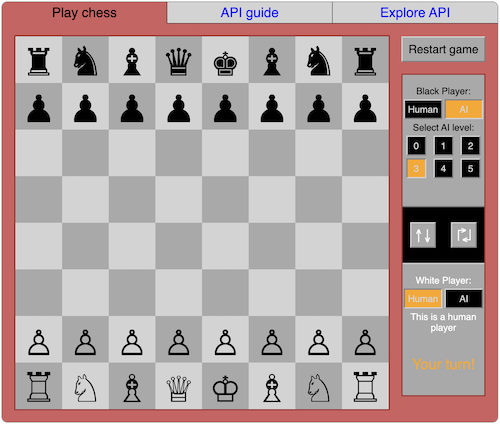 Play chess
API guide
Explore API
Restart game
Black Player:
Human
AI
Select AI level:
0
1
2
3
4
5
White Player:
Human
AI
This is a human
player
Your turn!